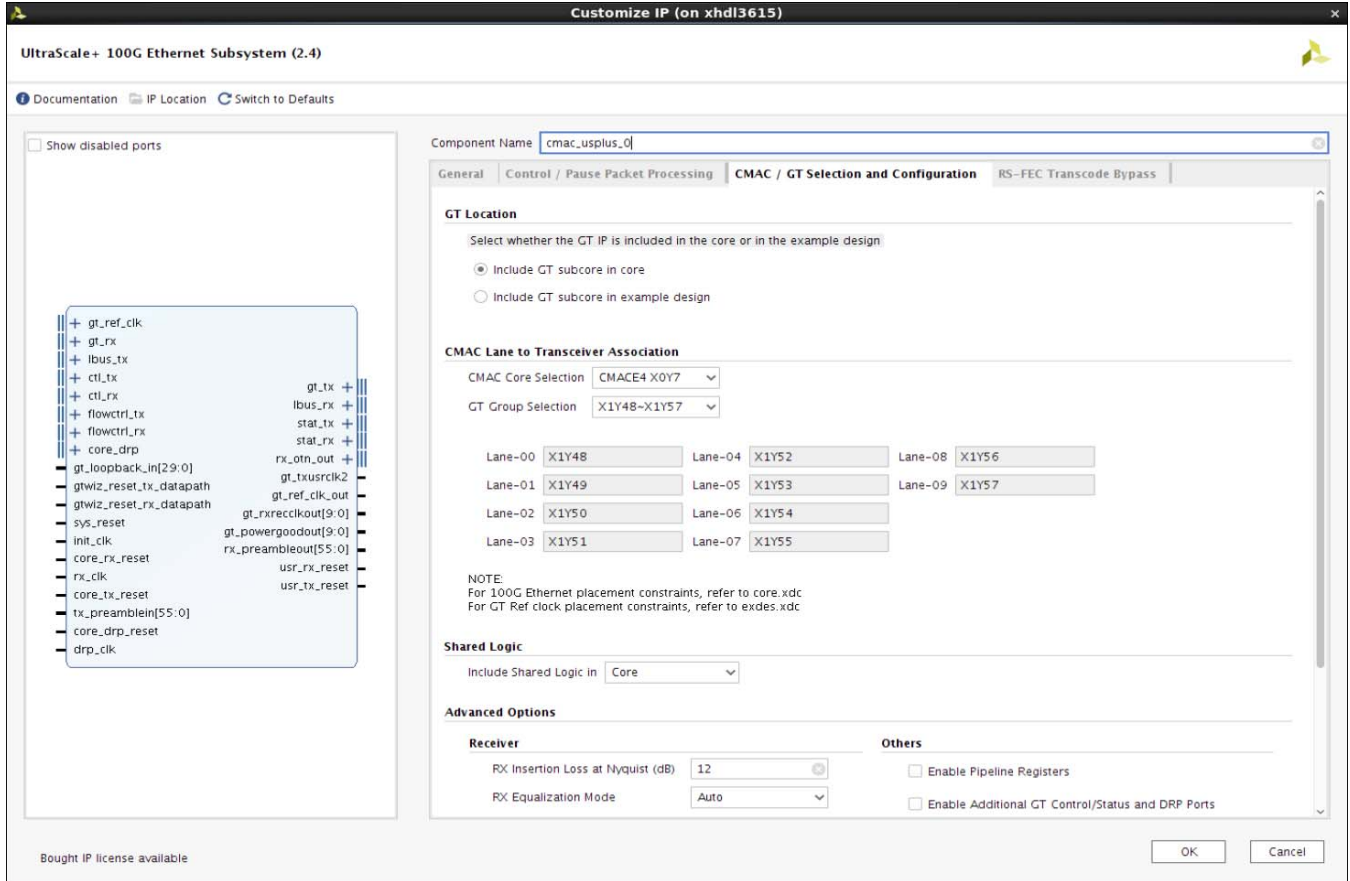 Customize IP (on xhdl3615)
UltraScale+ 100G Ethernet Subsystem (2.4)
Documentation IP Location Switch to Defaults
Show disabled ports
gt_ref_clk
gt_rx
lbus_tx
ctl_tx
ctl_rx
flowctrl_tx
flowctrl_rx
core_drp
gt_loopback_in[29:0]
gtwiz_reset_tx_datapath
gtwiz_reset_rx_datapath
sys_reset
init_clk
core_rx_reset
rx_clk
core_tx_reset
tx_preamblein[55:0]
core_drp_reset
drp_clk
gt_tx
lbus_rx
stat_tx
stat_rx
rx_otn_out
gt_txusrclk2
gt_ref_clk_out
gt_rxrecclkout[9:0]
gt_powergoodout[9:0]
rx_preambleout[55:0]
usr_rx_reset
usr_tx_reset
Component Name cmac_usplus_0
General Control / Pause Packet Processing CMAC / GT Selection and Configuration RS-FEC Transcode Bypass
GT Location
Select whether the GT IP is included in the core or in the example design
Include GT subcore in core
Include GT subcore in example design
CMAC Lane to Transceiver Association
CMAC Core Selection CMACE4 X0Y7
GT Group Selection X1Y48~X1Y57
Lane-00 X1Y48 Lane-04 X1Y52 Lane-08 X1Y56
Lane-01 X1Y49 Lane-05 X1Y53 Lane-09 X1Y57
Lane-02 X1Y50 Lane-06 X1Y54
Lane-03 X1Y51 Lane-07 X1Y55
NOTE:
For 100G Ethernet placement constraints, refer to core.xdc
For GT Ref clock placement constraints, refer to exdes.xdc
Shared Logic
Include Shared Logic in Core
Advanced Options
Receiver Others
RX Insertion Loss at Nyquist (dB) 12 Enable Pipeline Registers
RX Equalization Mode Auto Enable Additional GT Control/Status and DRP Ports
Bought IP license available
OK Cancel